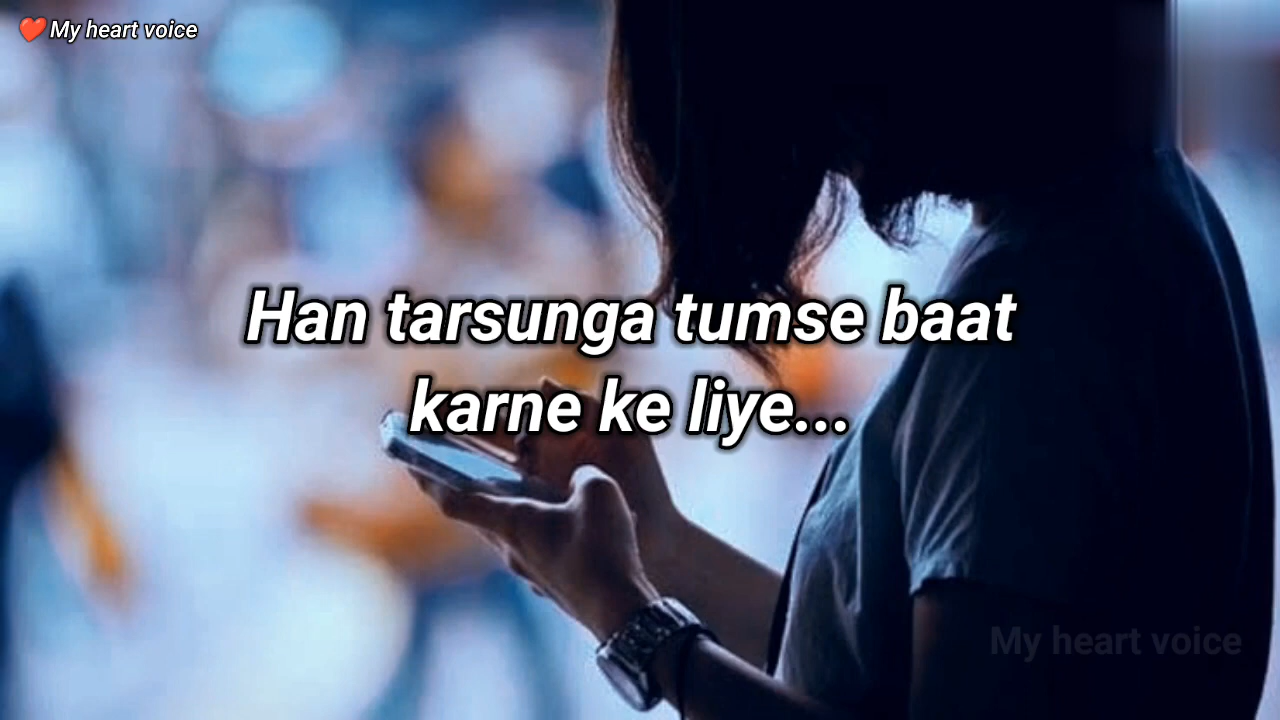 ❤️My heart voice
Han tarsunga tumse baat
karne ke liye...
My heart voice